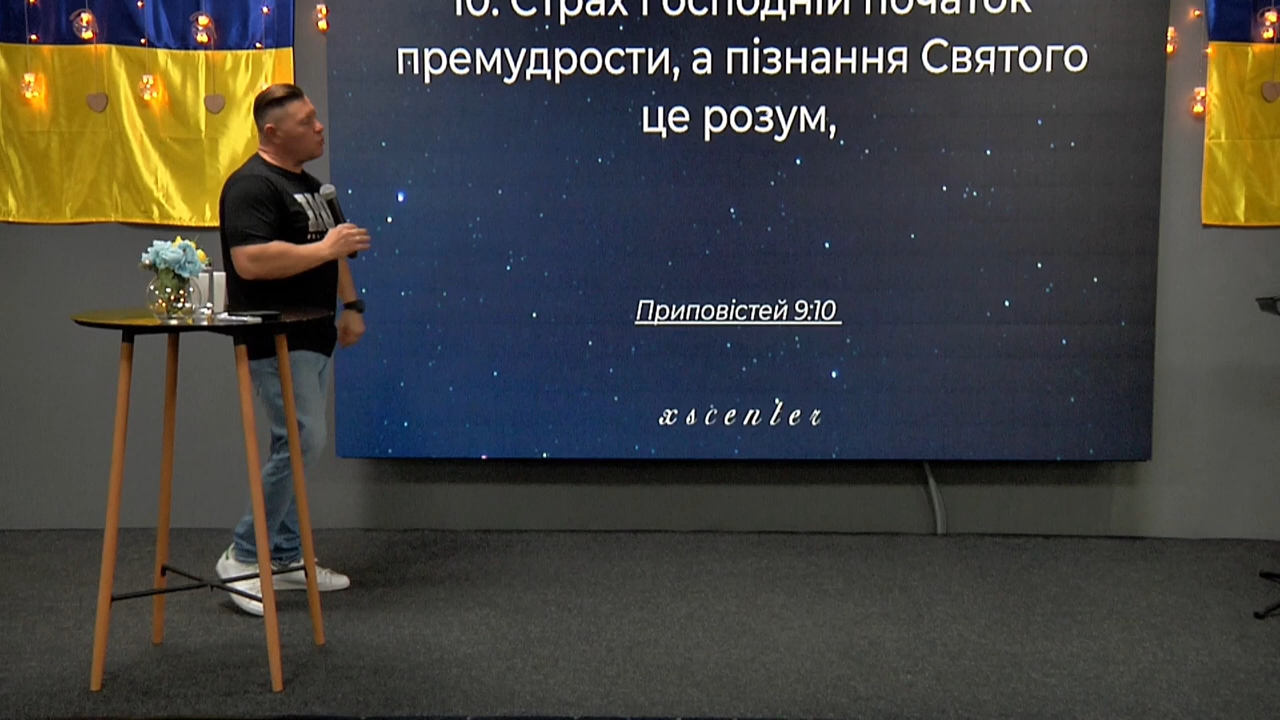 10. Страх Господній початок
премудрости, а пізнання Святого
це розум,
Приповістей 9:10
xscenter